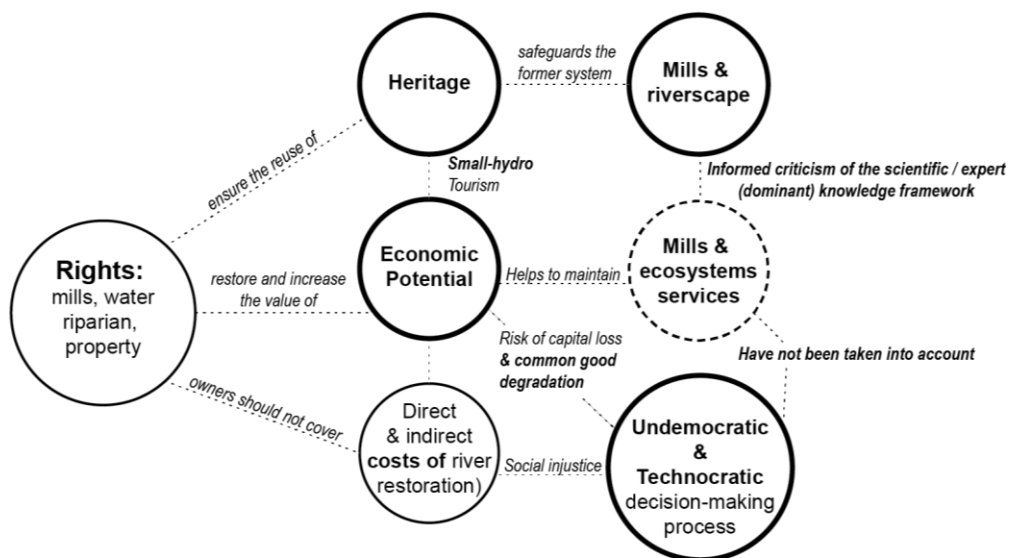 Heritage
safeguards the
former system
Mills &
riverscape
ensure the reuse of
Small-hydro
Tourism
Informed criticism of the scientific / expert
(dominant) knowledge framework
Rights:
mills, water
riparian,
property
restore and increase
the value of
Economic
Potential
Helps to maintain
Mills &
ecosystems
services
Risk of capital loss
& common good
degradation
Have not been taken into account
owners should not cover
Direct
& indirect
costs of river
restoration)
Social injustice
Undemocratic
&
Technocratic
decision-making
process